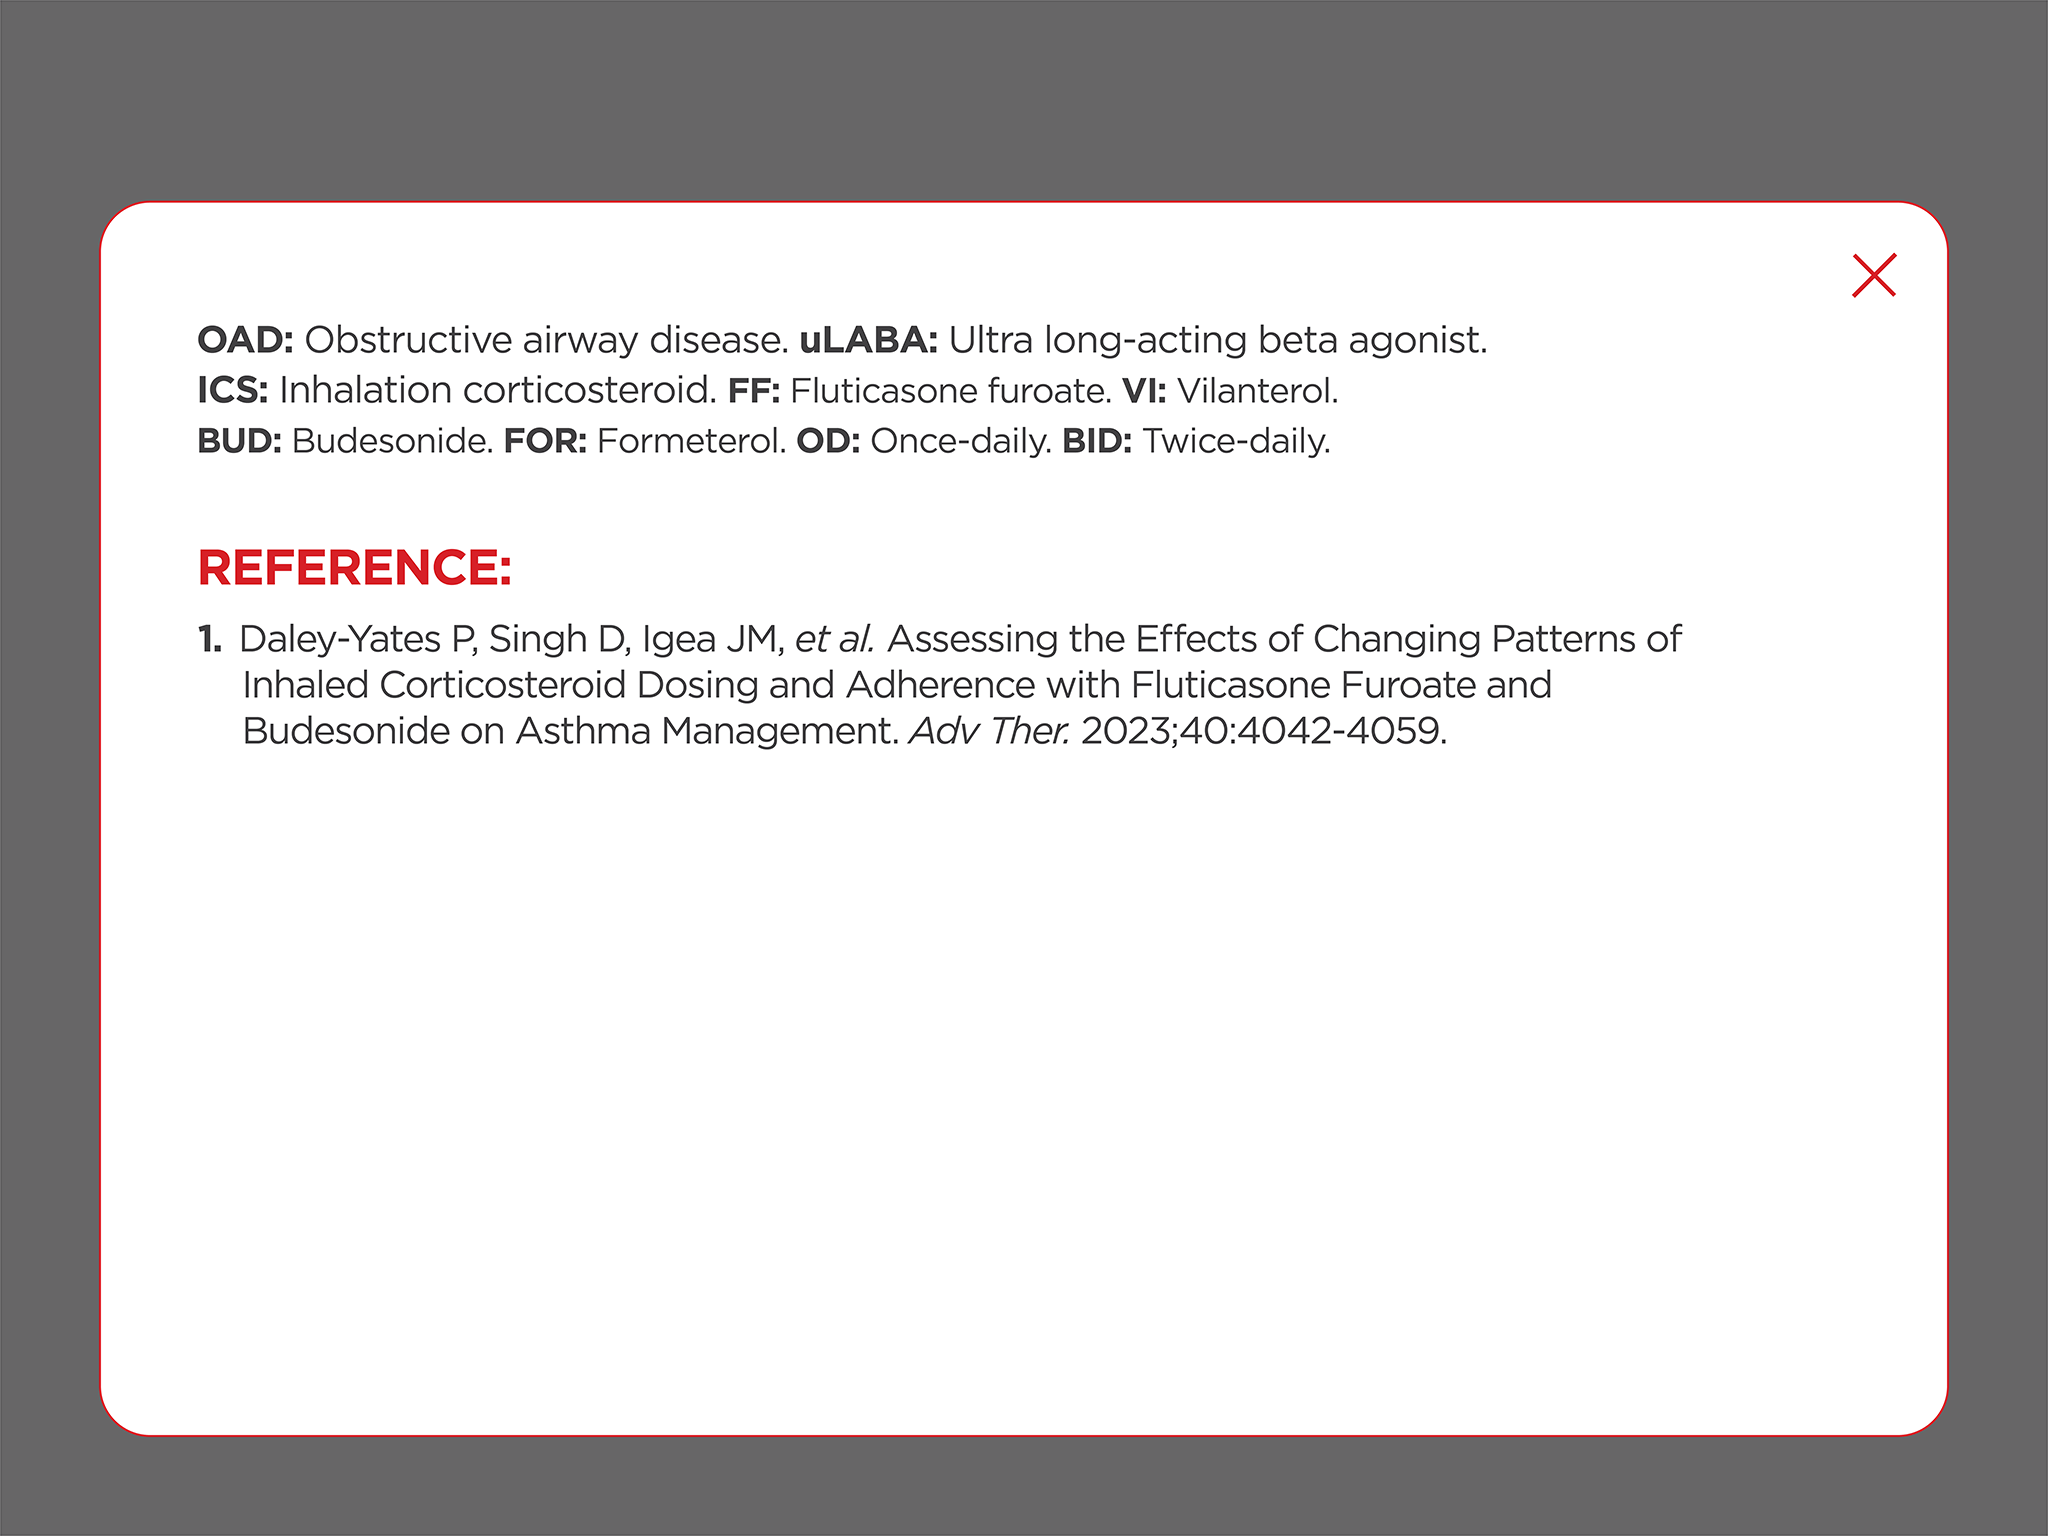 OAD: Obstructive airway disease. uLABA: Ultra long-acting beta agonist.
ICS: Inhalation corticosteroid. FF: Fluticasone furoate. VI: Vilanterol.
BUD: Budesonide. FOR: Formeterol. OD: Once-daily. BID: Twice-daily.
REFERENCE:
1. Daley-Yates P, Singh D, Igea JM, et al. Assessing the Effects of Changing Patterns of
Inhaled Corticosteroid Dosing and Adherence with Fluticasone Furoate and
Budesonide on Asthma Management. Adv Ther. 2023;40:4042-4059.